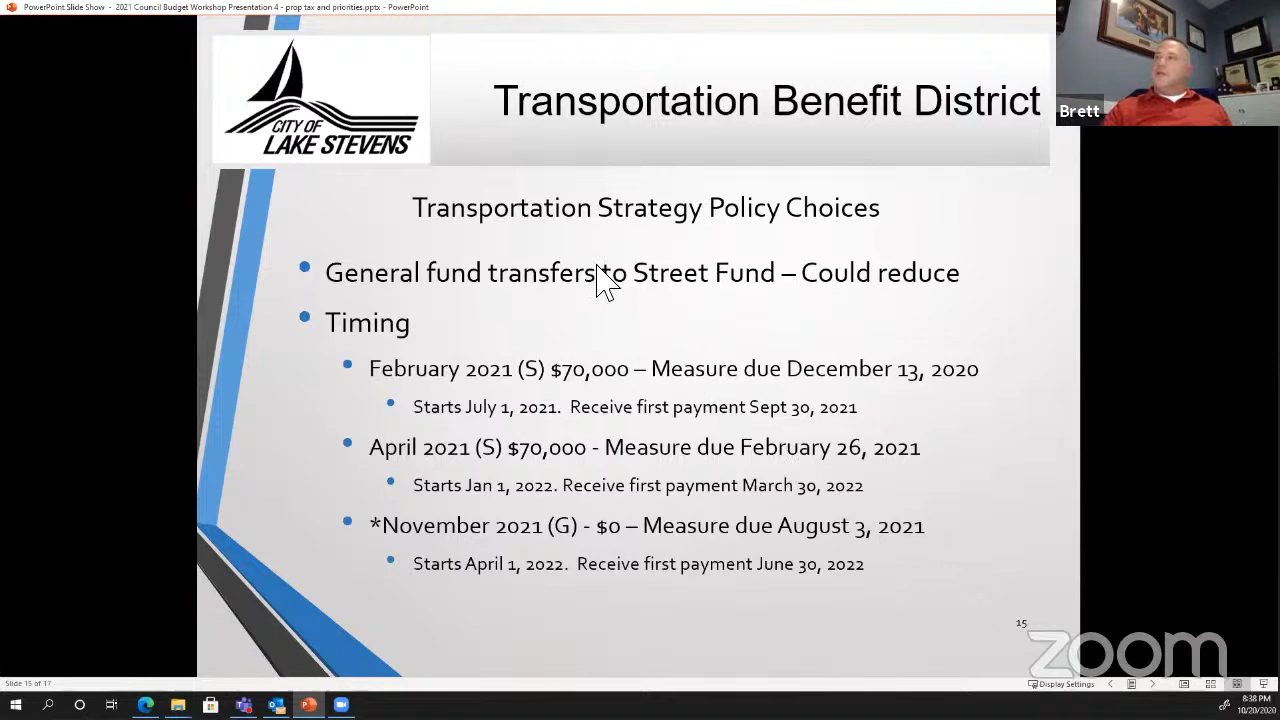 PowerPoint Slide Show - 2021 Council Budget Workshop Presentation 4 - prop tax and priorities.pptx - PowerPoint
CITY OF
LAKE STEVENS
Transportation Benefit District
Brett
Transportation Strategy Policy Choices
• General fund transfers to Street Fund – Could reduce
• Timing
• February 2021 (S) $70,000 – Measure due December 13, 2020
• Starts July 1, 2021. Receive first payment Sept 30, 2021
• April 2021 (S) $70,000 - Measure due February 26, 2021
• Starts Jan 1, 2022. Receive first payment March 30, 2022
• *November 2021 (G) - $0 – Measure due August 3, 2021
• Starts April 1, 2022. Receive first payment June 30, 2022
15
zoom
Slide 15 of 17
Display Settings
8:38 PM
10/20/2020